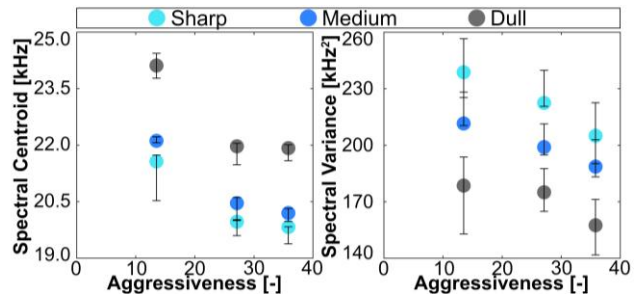 Sharp Medium Dull
Spectral Centroid [kHz]
25.0
23.5
22.0
20.5
19.0
0 10 20 30 40
Aggressiveness [-]
Spectral Variance [kHz²]
260
230
200
170
140
0 10 20 30 40
Aggressiveness [-]